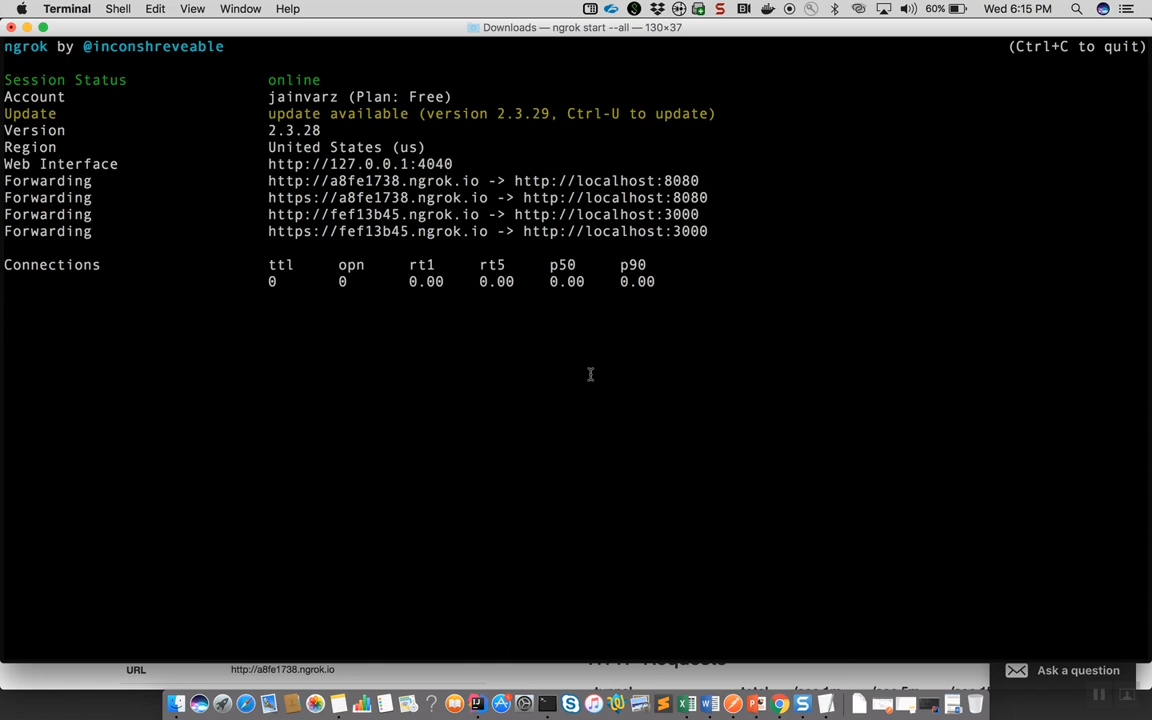 Terminal Shell Edit View Window Help 60% Wed 6:15 PM
Downloads — ngrok start --all — 130×37
ngrok by @inconshreveable (Ctrl+C to quit)
Session Status online
Account jainvarz (Plan: Free)
Update update available (version 2.3.29, Ctrl-U to update)
Version 2.3.28
Region United States (us)
Web Interface http://127.0.0.1:4040
Forwarding http://a8fe1738.ngrok.io -> http://localhost:8080
Forwarding https://a8fe1738.ngrok.io -> http://localhost:8080
Forwarding http://fef13b45.ngrok.io -> http://localhost:3000
Forwarding https://fef13b45.ngrok.io -> http://localhost:3000
Connections ttl opn rt1 rt5 p50 p90
0 0 0.00 0.00 0.00 0.00
URL http://a8fe1738.ngrok.io
Ask a question